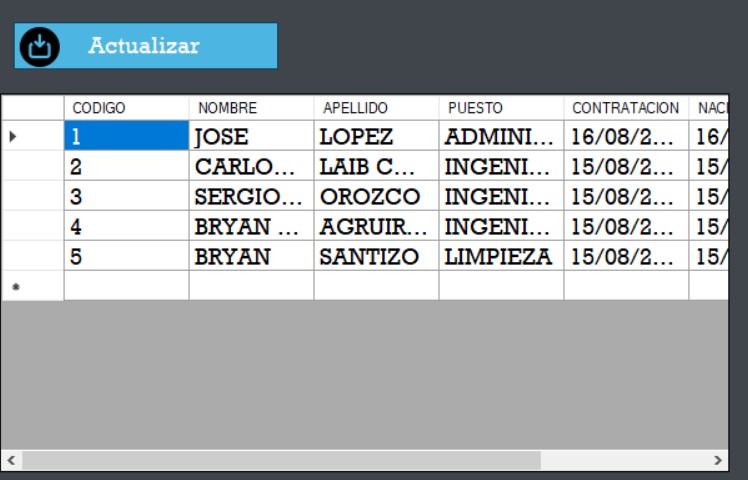 Actualizar
CODIGO NOMBRE APELLIDO PUESTO CONTRATACION NACI
1 JOSE LOPEZ ADMINI... 16/08/2... 16/
2 CARLO... LAIB C... INGENI... 15/08/2... 15/
3 SERGIO... OROZCO INGENI... 15/08/2... 15/
4 BRYAN ... AGRUIR... INGENI... 15/08/2... 15/
5 BRYAN SANTIZO LIMPIEZA 15/08/2... 15/